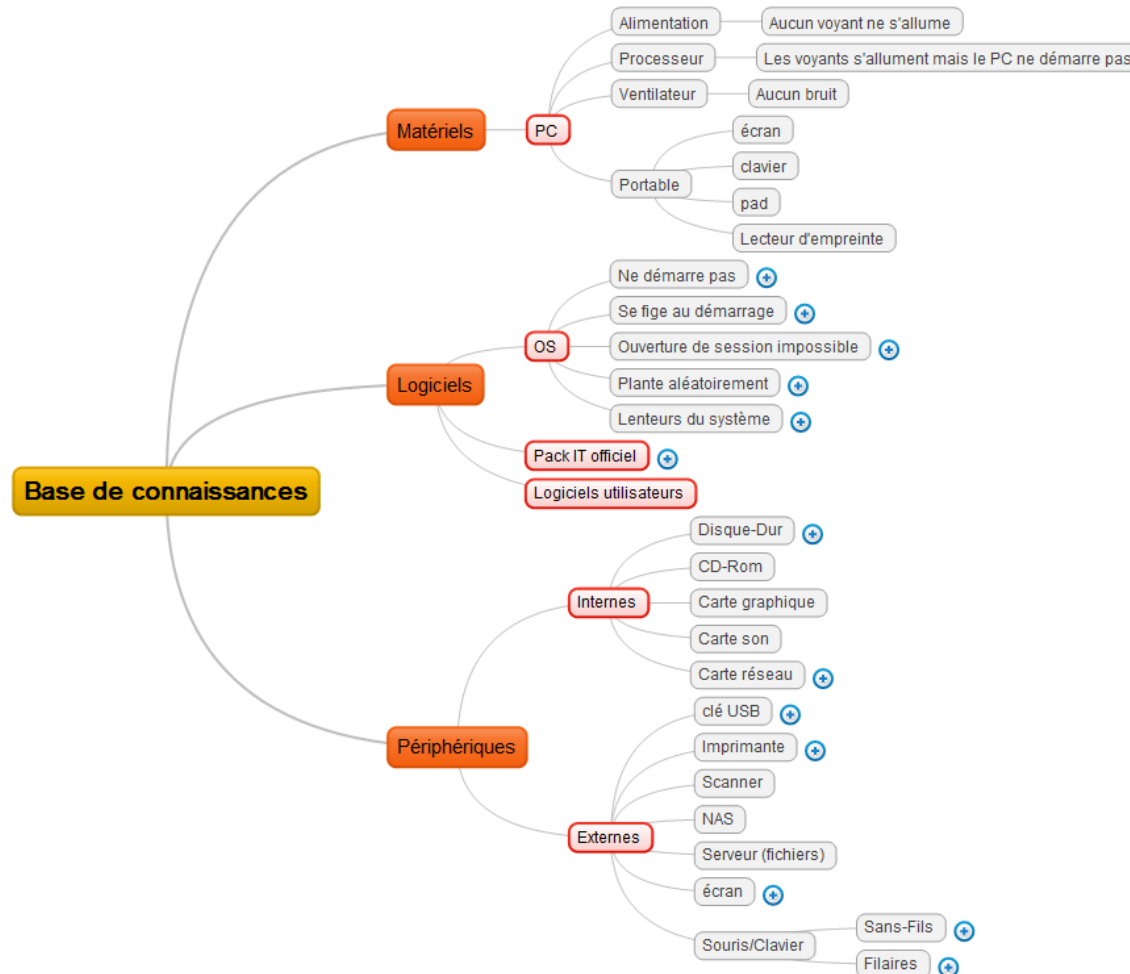 Base de connaissances
Matériels
PC
Alimentation
Aucun voyant ne s'allume
Processeur
Les voyants s'allument mais le PC ne démarre pas
Ventilateur
Aucun bruit
Portable
écran
clavier
pad
Lecteur d'empreinte
Logiciels
OS
Ne démarre pas
Se fige au démarrage
Ouverture de session impossible
Plante aléatoirement
Lenteurs du système
Pack IT officiel
Logiciels utilisateurs
Périphériques
Internes
Disque-Dur
CD-Rom
Carte graphique
Carte son
Carte réseau
Externes
clé USB
Imprimante
Scanner
NAS
Serveur (fichiers)
écran
Souris/Clavier
Sans-Fils
Filaires